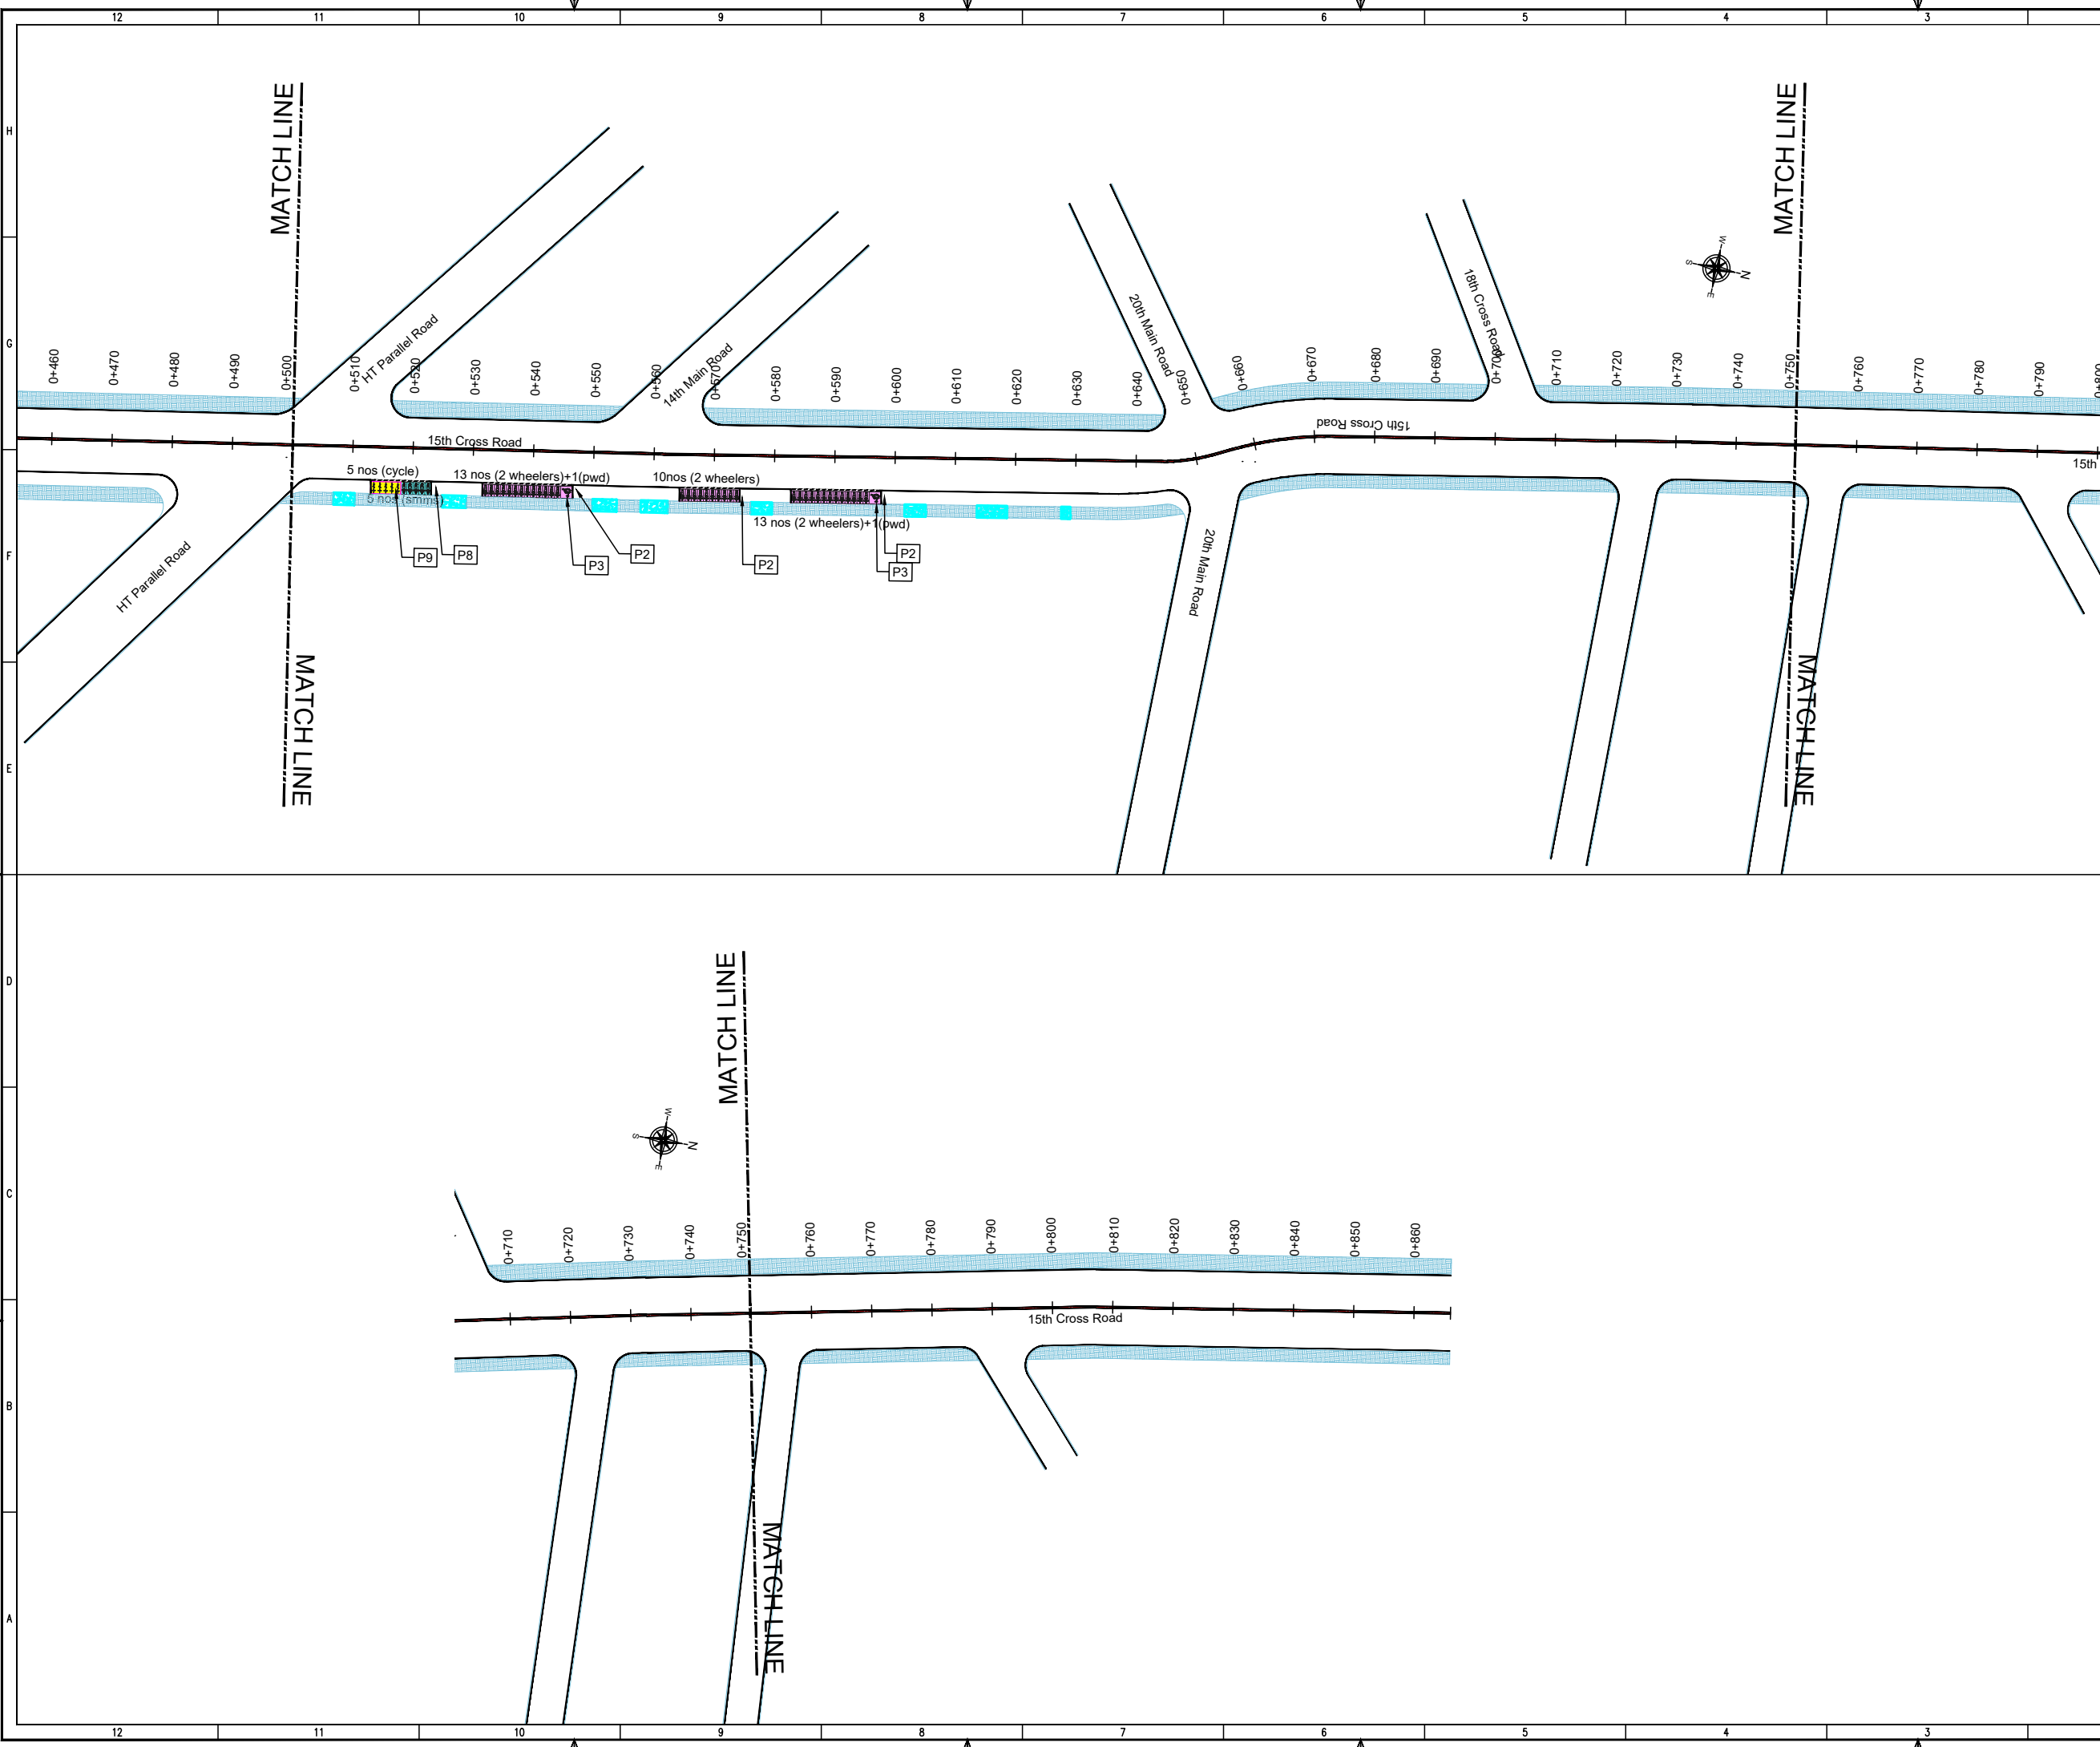 12 11 10 9 8 7 6 5 4 3
H
MATCH LINE
MATCH LINE
W
S
N
E
G
HT Parallel Road
14th Main Road
20th Main Road
18th Cross Road
0+460 0+470 0+480 0+490 0+500 0+510 0+520 0+530 0+540 0+550 0+560 0+570 0+580 0+590 0+600 0+610 0+620 0+630 0+640 0+650 0+660 0+670 0+680 0+690 0+700 0+710 0+720 0+730 0+740 0+750 0+760 0+770 0+780 0+790 0+800
15th Cross Road
15th Cross Road
15th
5 nos (cycle)
13 nos (2 wheelers)+1(pwd)
10nos (2 wheelers)
5 nos (smms)
13 nos (2 wheelers)+1(pwd)
F
P9
P8
P3
P2
P2
P2
P3
HT Parallel Road
20th Main Road
MATCH LINE
MATCH LINE
E
D
MATCH LINE
W
S
N
E
C
0+710 0+720 0+730 0+740 0+750 0+760 0+770 0+780 0+790 0+800 0+810 0+820 0+830 0+840 0+850 0+860
15th Cross Road
B
MATCH LINE
A
12 11 10 9 8 7 6 5 4 3